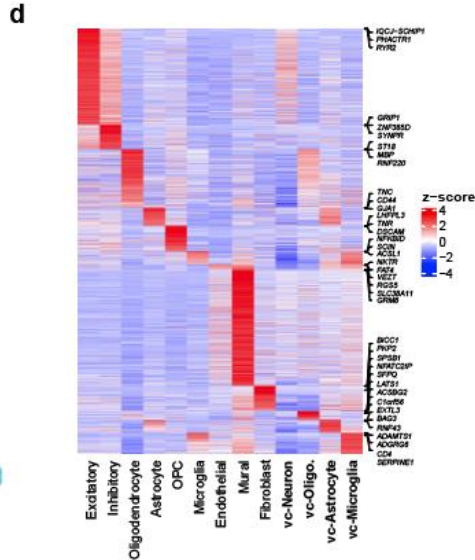 d
IQCJ-SCHIP1
PHACTR1
RYR2
GRIP1
ZNF385D
SYNPR
ST18
MBP
RNF220
TNC
CD44
GJA1
LHFPL3
TNR
DSCAM
NFKBID
SCIN
ACSL1
NKTR
FAT4
VEZT
RGS5
SLC38A11
GRM8
BICC1
PKP2
SPSB1
NFATC2IP
SFPQ
LATS1
ACSBG2
C1orf56
EXTL3
BAG3
RNF43
ADAMTS1
ADGRG6
CD4
SERPINE1
z-score
4
2
0
−2
−4
Excitatory
Inhibitory
Oligodendrocyte
Astrocyte
OPC
Microglia
Endothelial
Mural
Fibroblast
vc-Neuron
vc-Oligo.
vc-Astrocyte
vc-Microglia